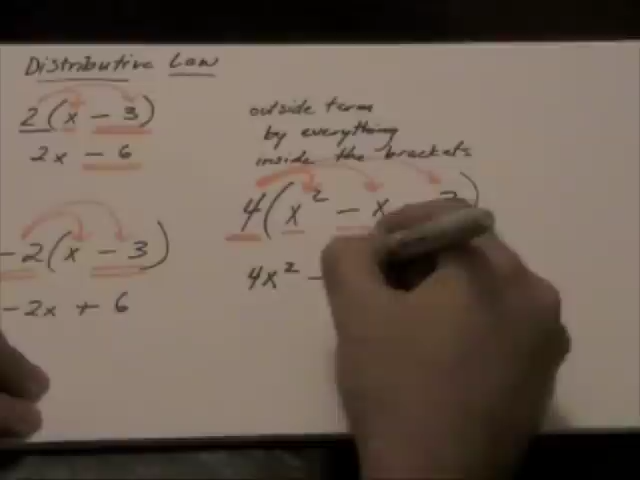 Distributive Law
2(x - 3)
2x - 6
-2(x - 3)
-2x + 6
outside term
by everything
inside the brackets
4(x² - x )
4x² -